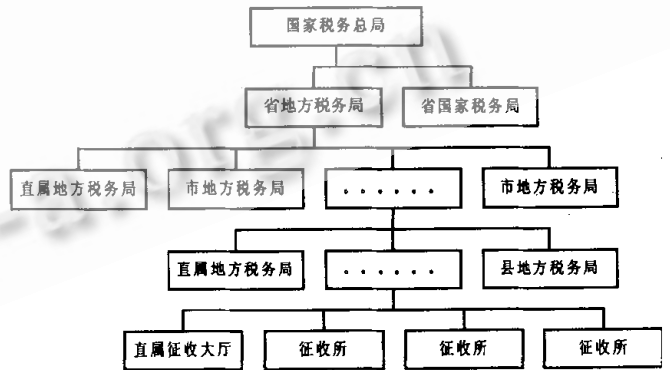 国家税务总局
省地方税务局
省国家税务局
直属地方税务局
市地方税务局
......
市地方税务局
直属地方税务局
......
县地方税务局
直属征收大厅
征收所
征收所
征收所